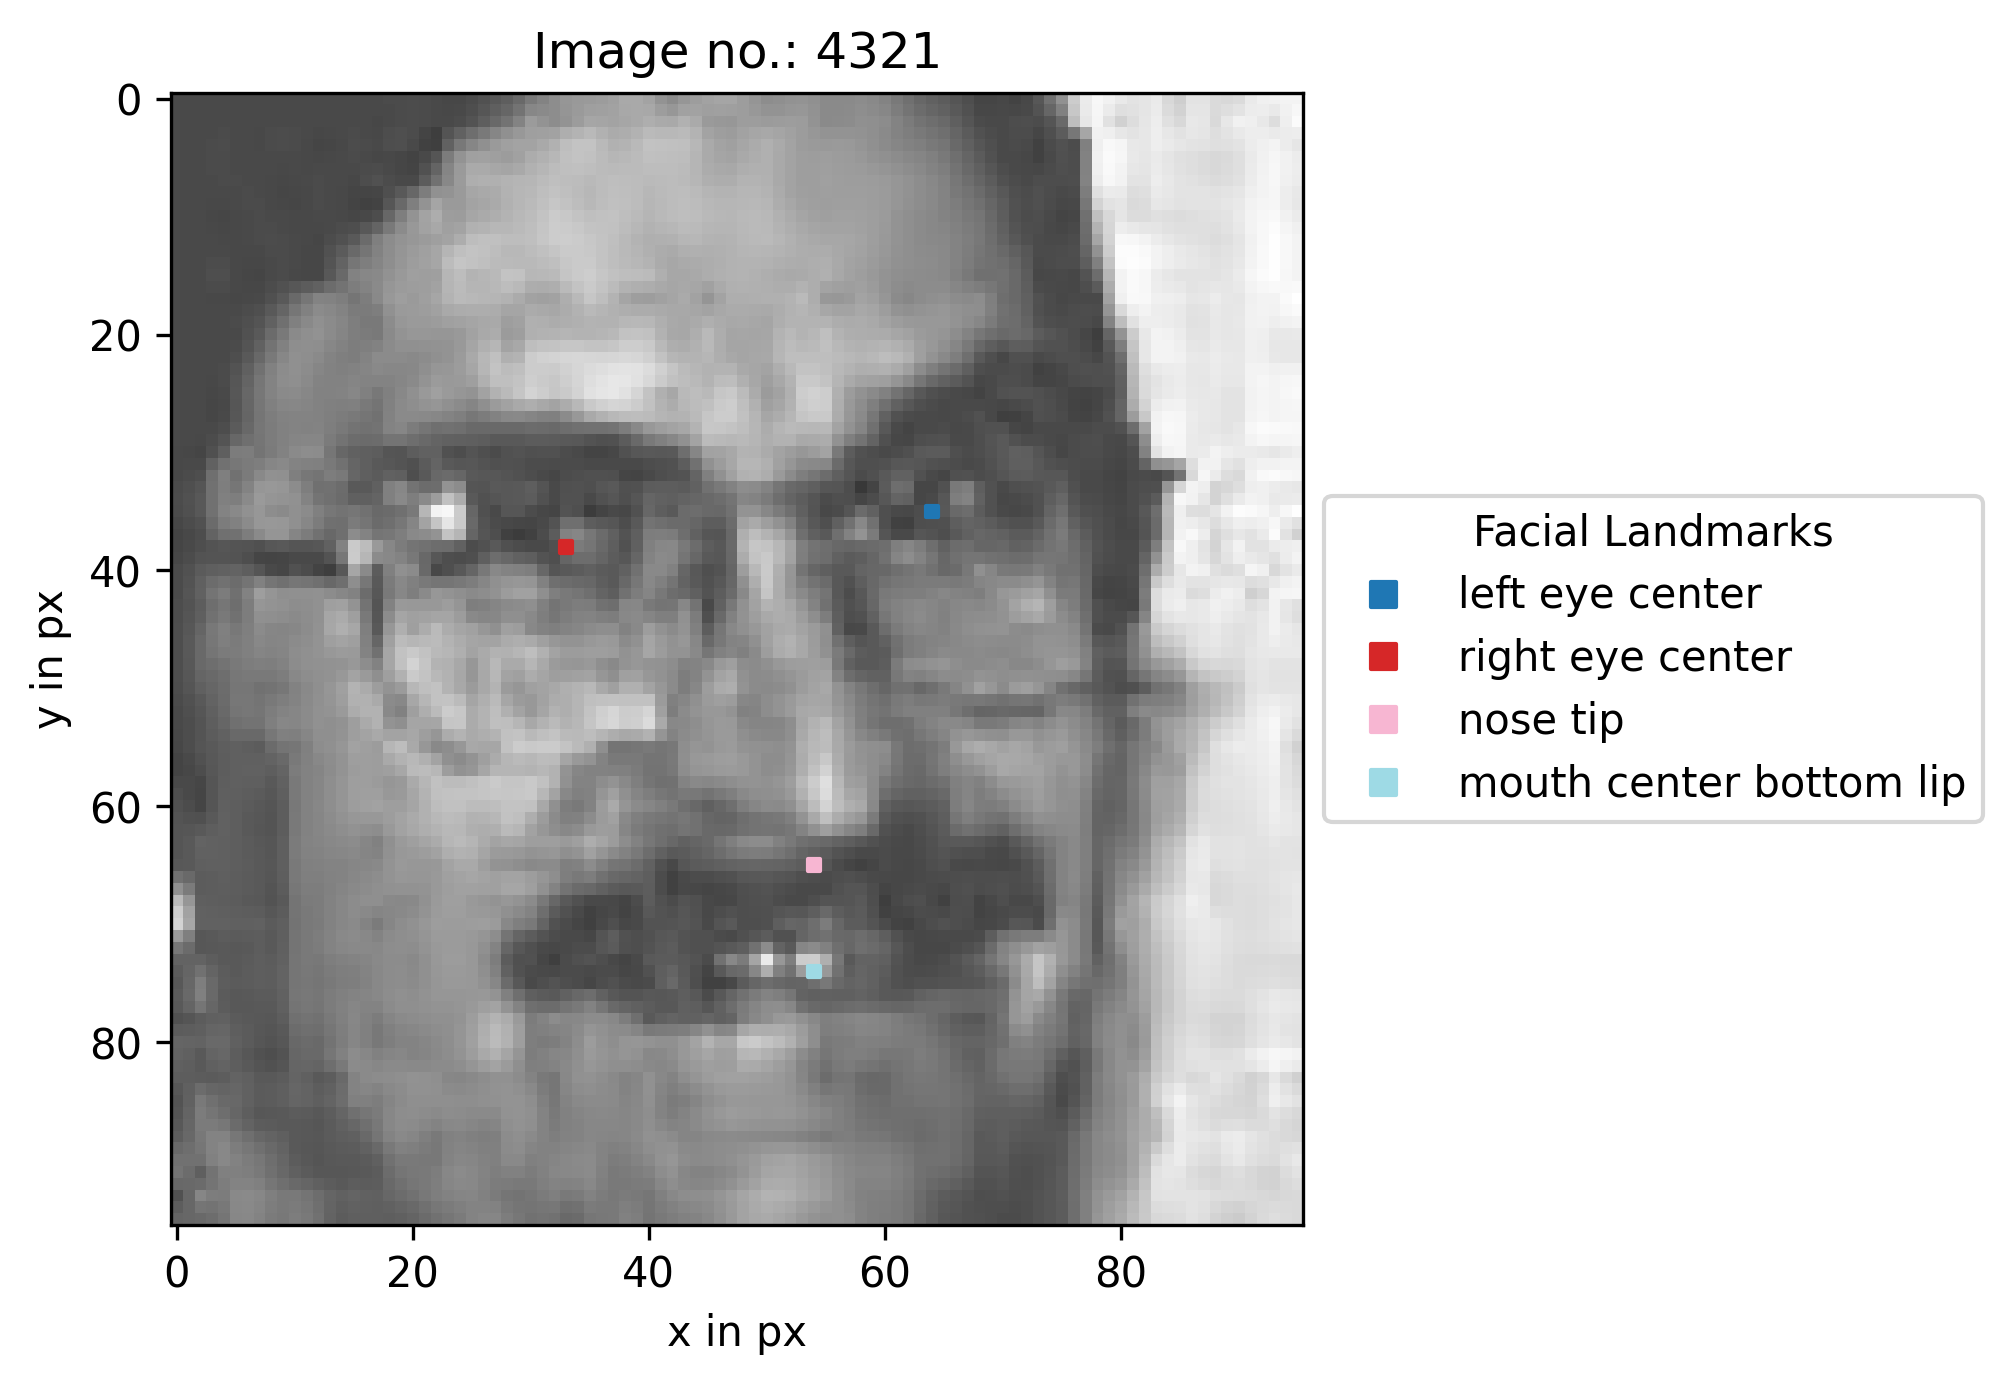 Image no.: 4321
0
20
40
60
80
y in px
0 20 40 60 80
x in px
Facial Landmarks
left eye center
right eye center
nose tip
mouth center bottom lip